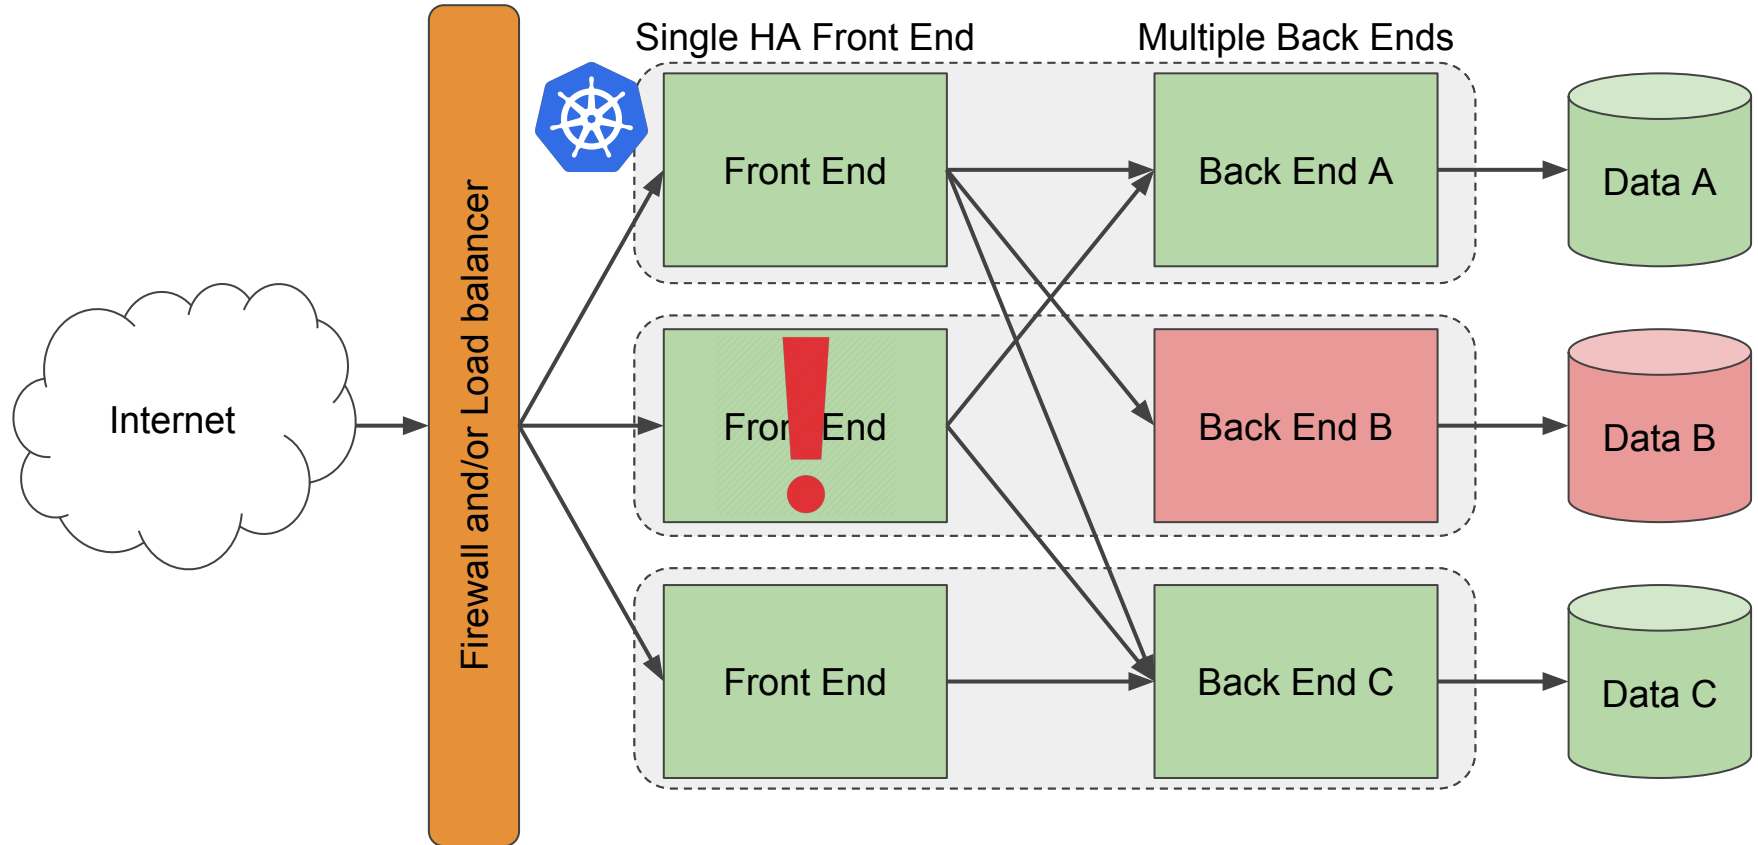 Single HA Front End
Multiple Back Ends
Internet
Firewall and/or Load balancer
Front End
Back End A
Data A
Front End
Back End B
Data B
Front End
Back End C
Data C